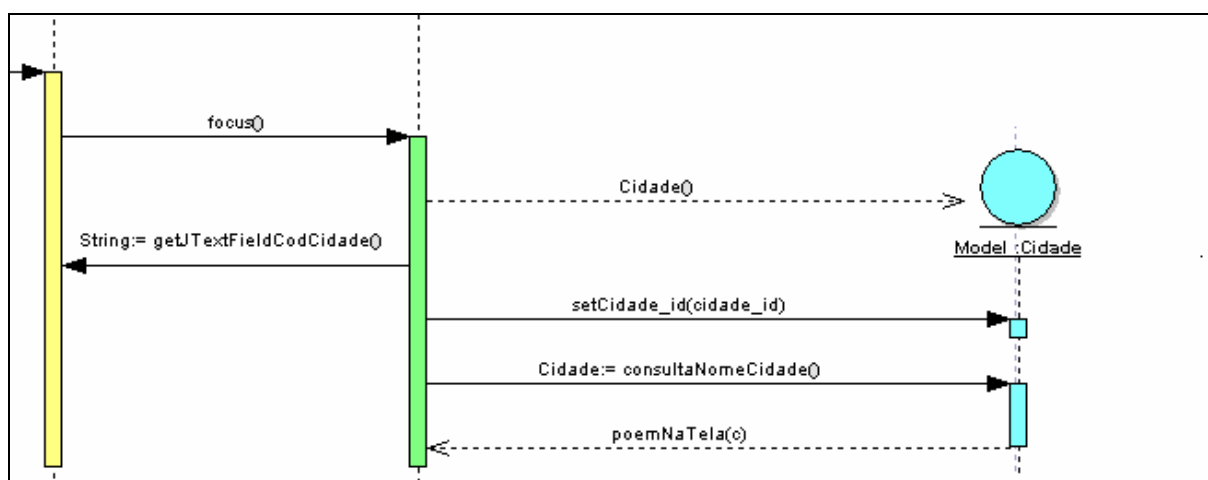 focus()
Cidade()
String:= getJTextFieldCodCidade()
Model :Cidade
setCidade_id(cidade_id)
Cidade:= consultaNomeCidade()
poemNaTela(c)